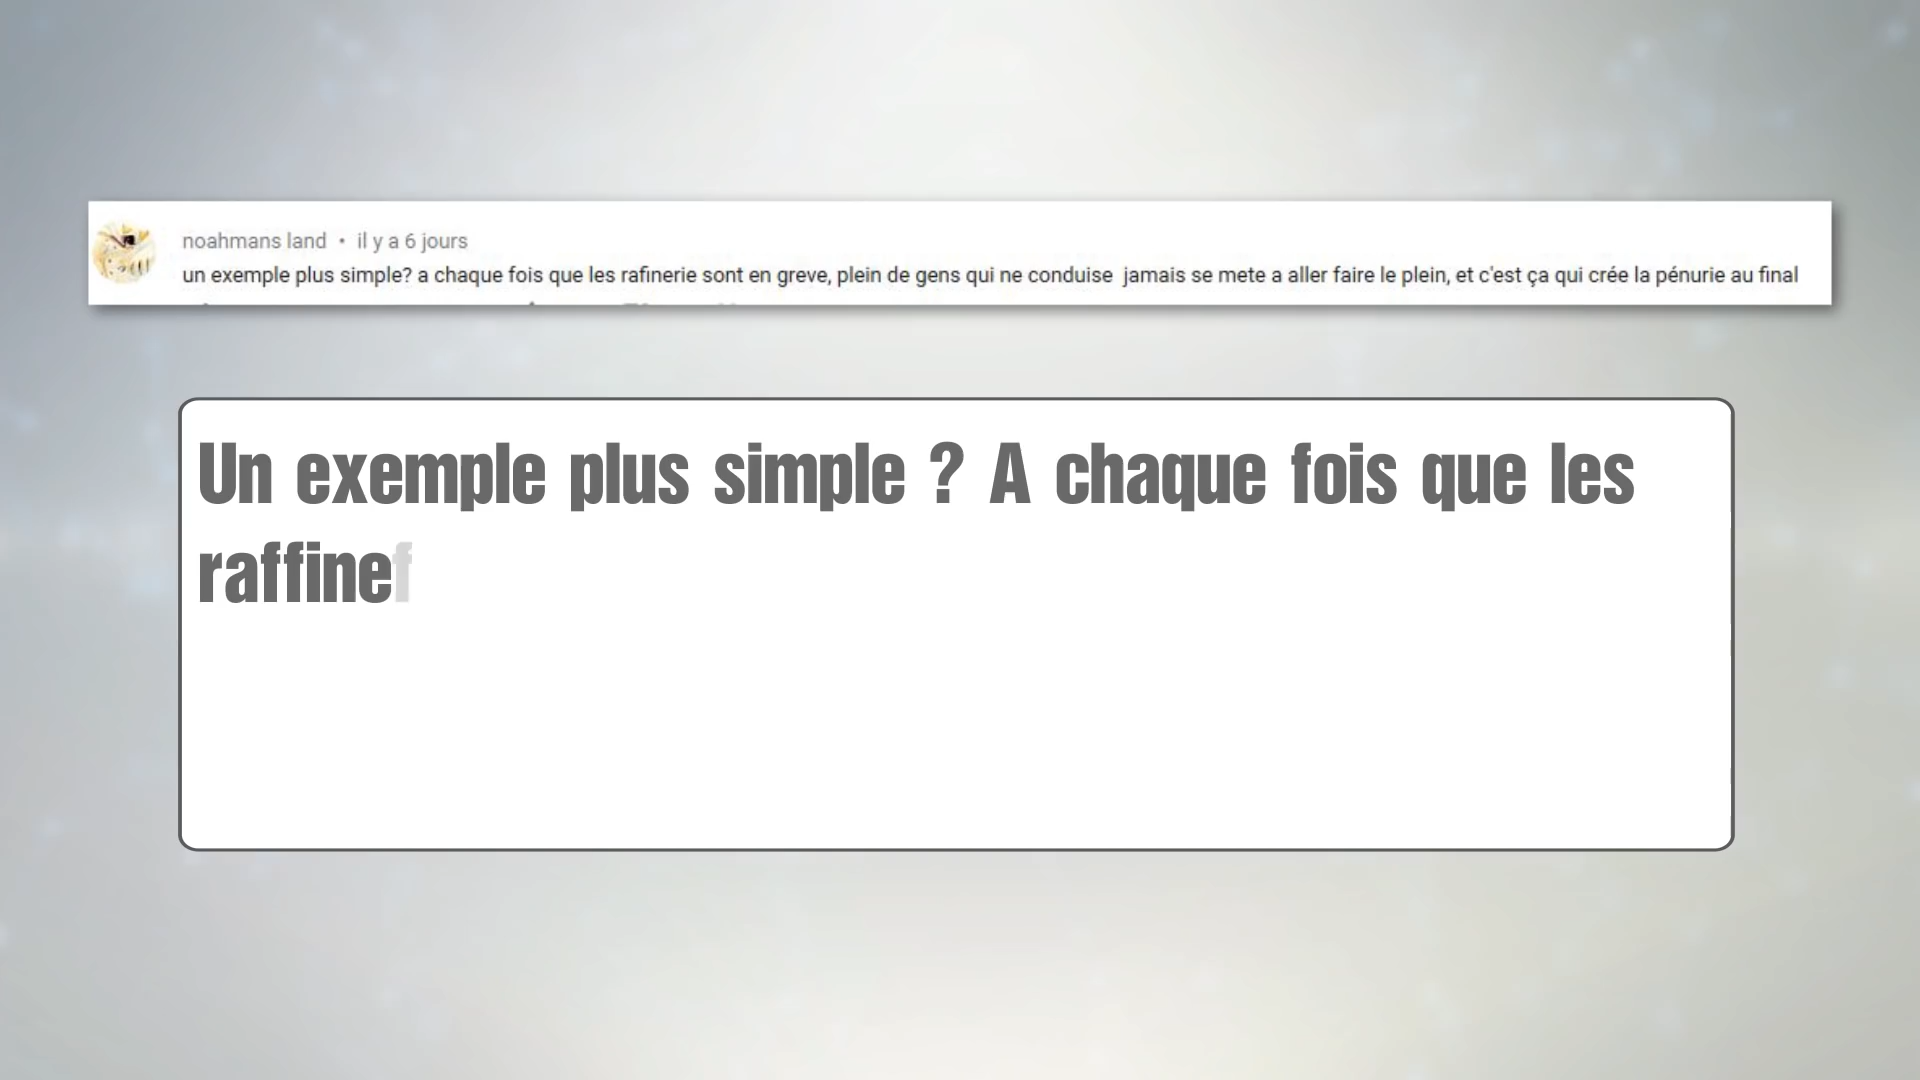 noahmans land • il y a 6 jours
un exemple plus simple? a chaque fois que les rafinerie sont en greve, plein de gens qui ne conduise jamais se mete a aller faire le plein, et c'est ça qui crée la pénurie au final
Un exemple plus simple ? A chaque fois que les
raffinef